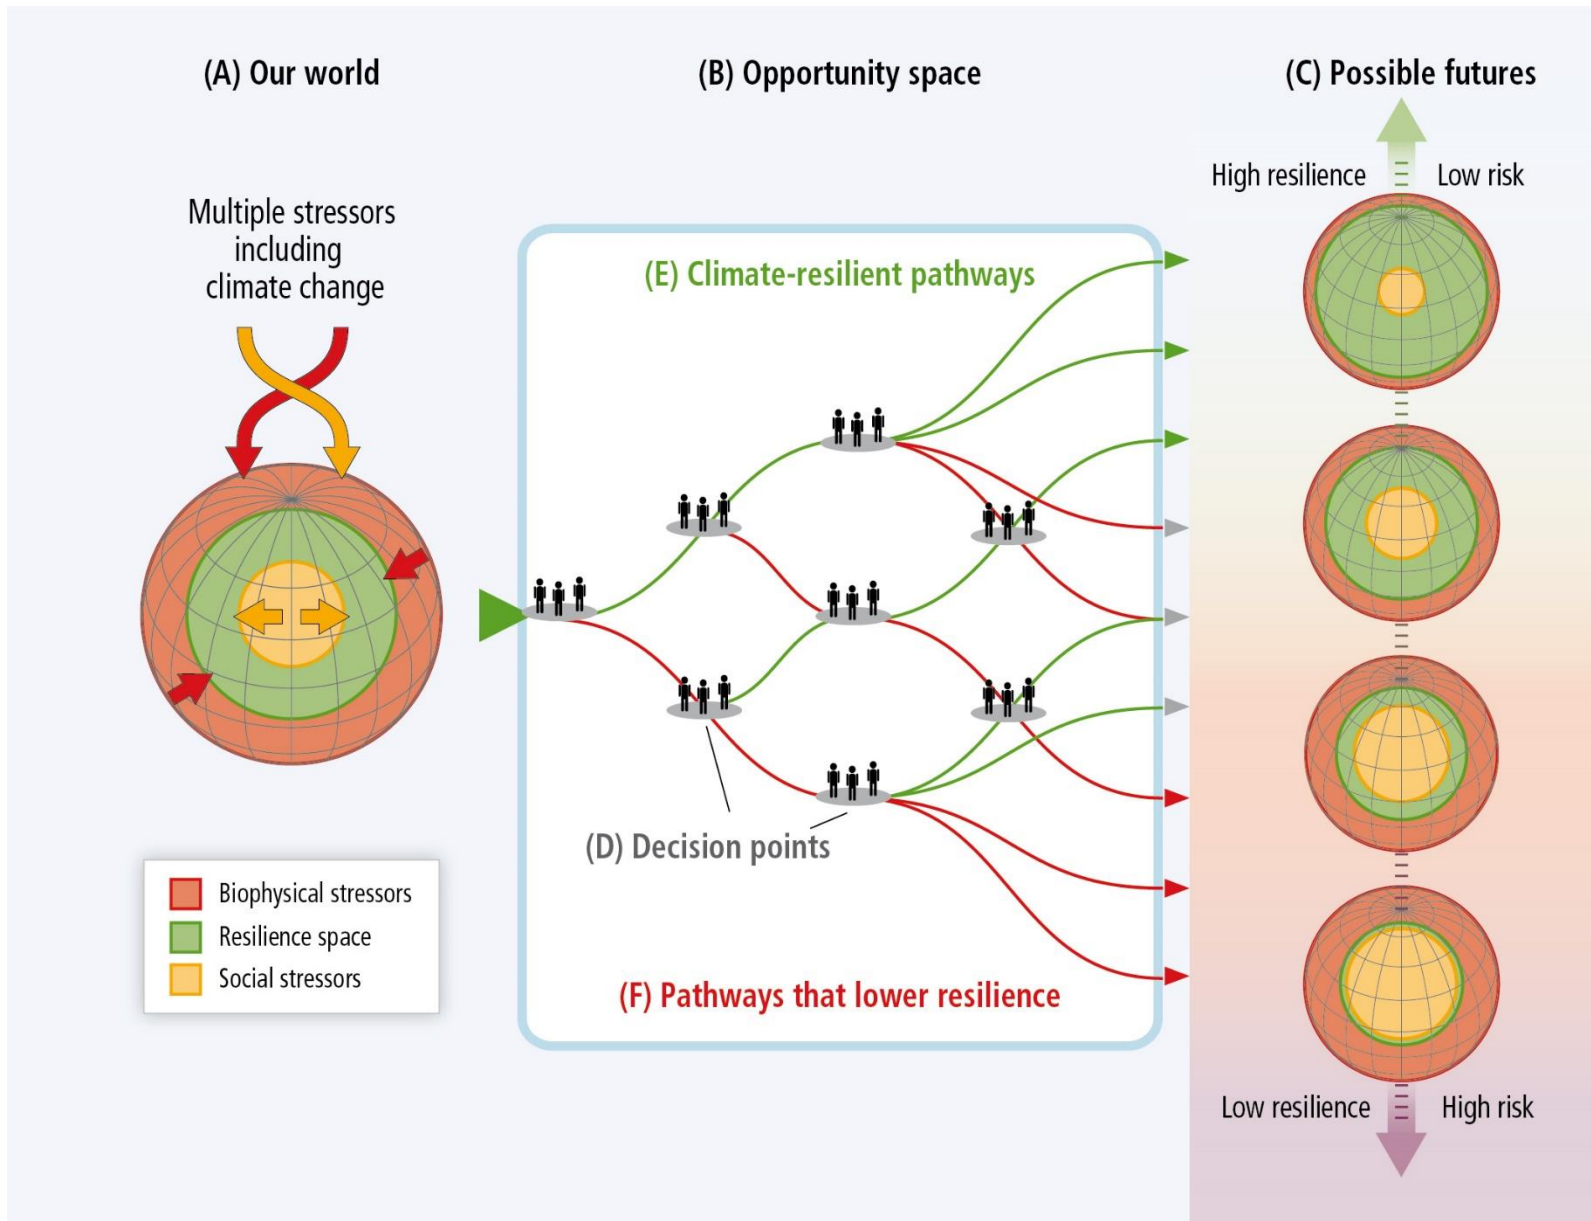 (A) Our world
(B) Opportunity space
(C) Possible futures
Multiple stressors
including
climate change
Biophysical stressors
Resilience space
Social stressors
(E) Climate-resilient pathways
(D) Decision points
(F) Pathways that lower resilience
High resilience
Low risk
Low resilience
High risk